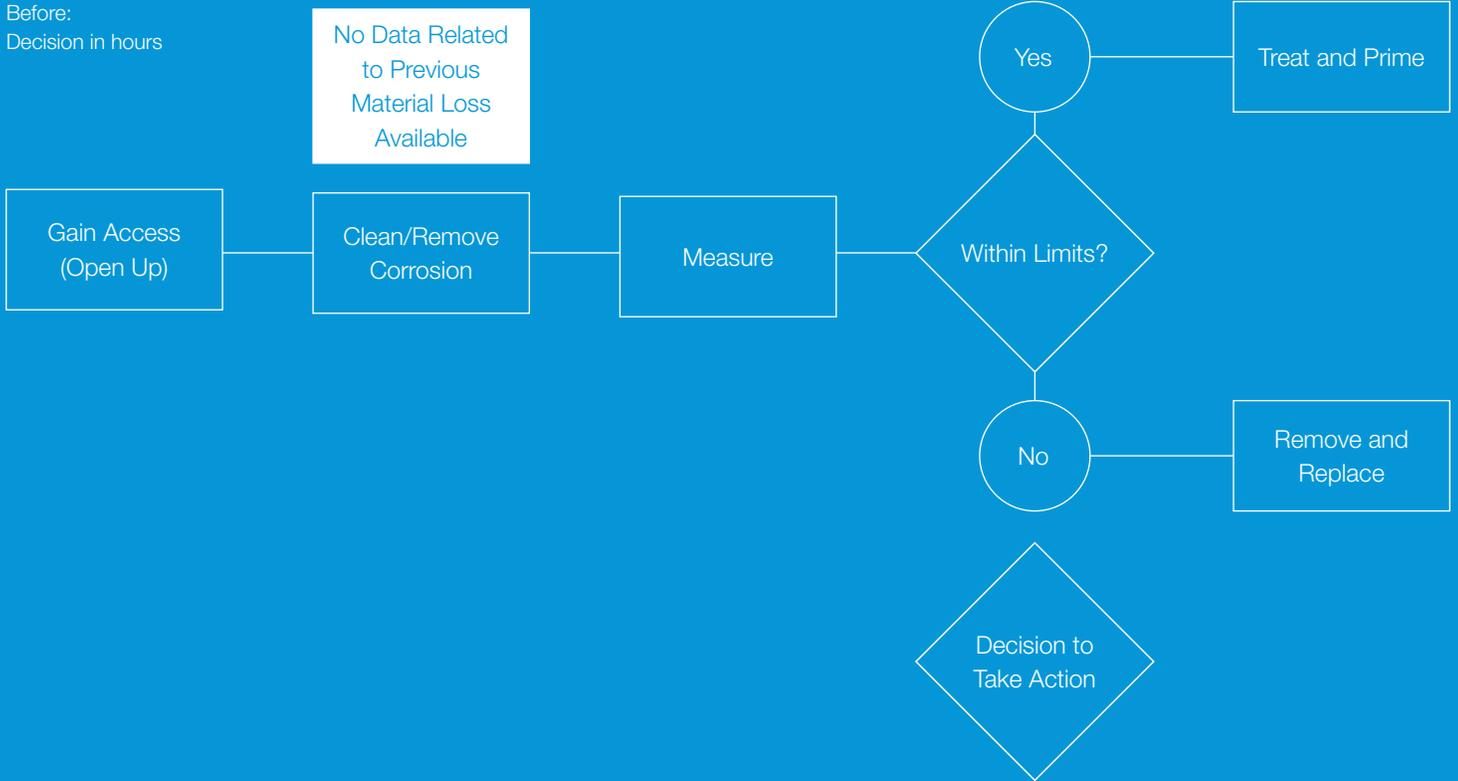 Before:
Decision in hours
No Data Related
to Previous
Material Loss
Available
Yes
Treat and Prime
Gain Access
(Open Up)
Clean/Remove
Corrosion
Measure
Within Limits?
No
Remove and
Replace
Decision to
Take Action